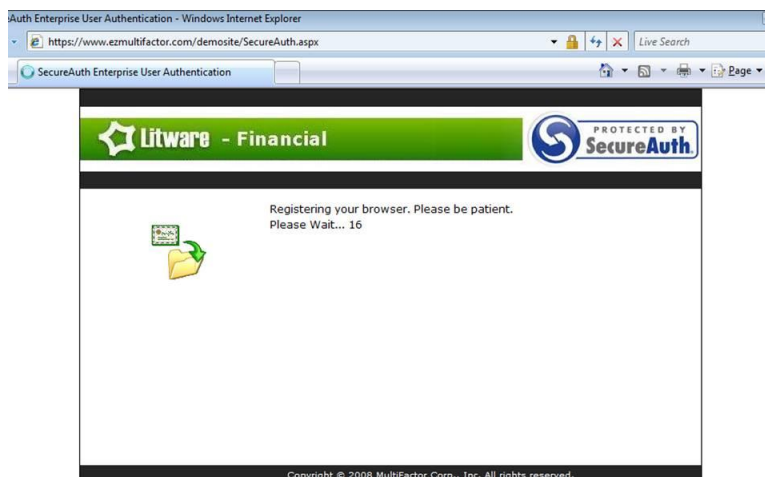 eAuth Enterprise User Authentication - Windows Internet Explorer
https://www.ezmultifactor.com/demosite/SecureAuth.aspx
Live Search
SecureAuth Enterprise User Authentication
Page
Litware - Financial
PROTECTED BY
SecureAuth
Registering your browser. Please be patient.
Please Wait... 16
Copyright © 2008 MultiFactor Corp., Inc. All rights reserved.